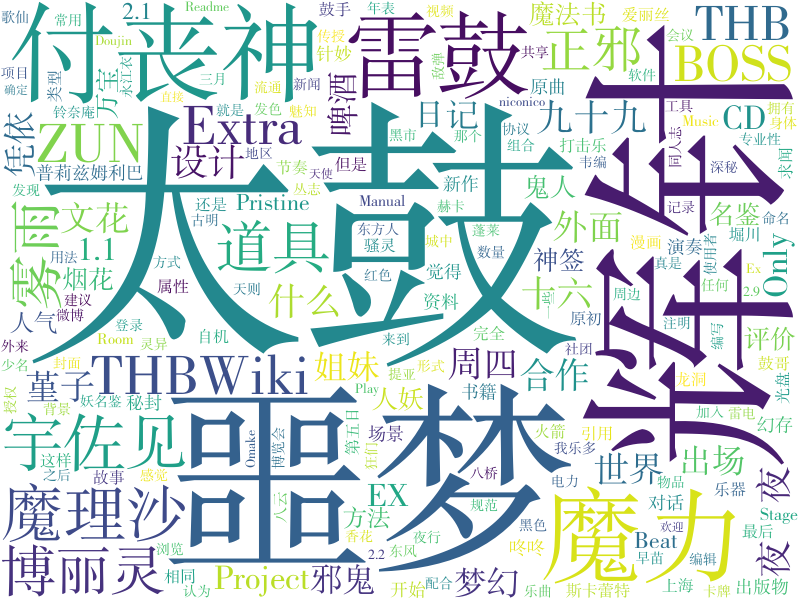 歌仙
常用
2.1
Readme
鼓手
年表
视频
爱丽丝
会议
THB
付丧神
雷鼓
魔法书
Doujin
传授
针妙
共享
正邪
BOSS
项目
确定
类型
永江衣
万宝
三月
流通
新闻
啤酒
原曲
敌弹
软件
直接
铃奈庵
就是
发色
魅知
niconico
工具
ZUN
Extra
日记
九十九
CD
Music
拥有
身体
凭依
设计
地区
黑市
那个
协议
组合
打击乐
同人志
专业性
普莉兹姆利巴
节奏
天使
但是
新作
韦编
深秘
求闻
发现
还是
丛志
鬼人
记录
雨
文花
Pristine
Manual
赫卡
名鉴
命名
用法
古明
东方人
蓬莱
外面
堀川
雾
1.1
道具
骚灵
城中
数量
神签
漫画
演奏
真是
使用者
Ex
方式
烟花
太鼓
觉得
建议
属性
天则
红色
资料
十六
周边
任何
2.9
Only
微博
什么
人气
登录
自机
来到
完全
原初
注明
编写
外来
Room
灵异
评价
少名
封面
THBWiki
姐妹
形式
周四
合作
社团
鼓哥
光盘
授权
背景
堇子
秘封
提亚
Play
书籍
龙洞
加入
雷电
妖名鉴
Omake
博览会
第五日
人妖
火箭
引用
幻存
这样
之后
宇佐见
场景
狂们
我乐多
出场
故事
感觉
八云
EX
八桥
电力
世界
物品
乐器
夜
魔理沙
噩梦
方法
规范
魔力
对话
Stage
香花
2.2
夜行
黑色
卡牌
欢迎
最后
浏览
东风
咚咚
Beat
早苗
编辑
博丽灵
相同
认为
Project
邪鬼
开始
配合
梦幻
乐曲
斯卡蕾特
上海
出版物